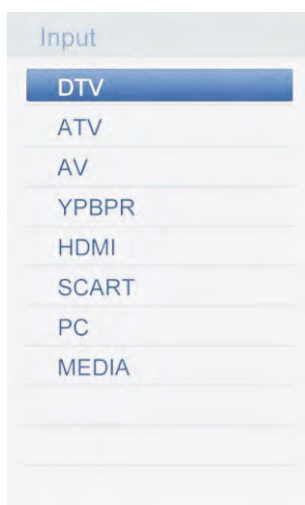 Input
DTV
ATV
AV
YPBPR
HDMI
SCART
PC
MEDIA